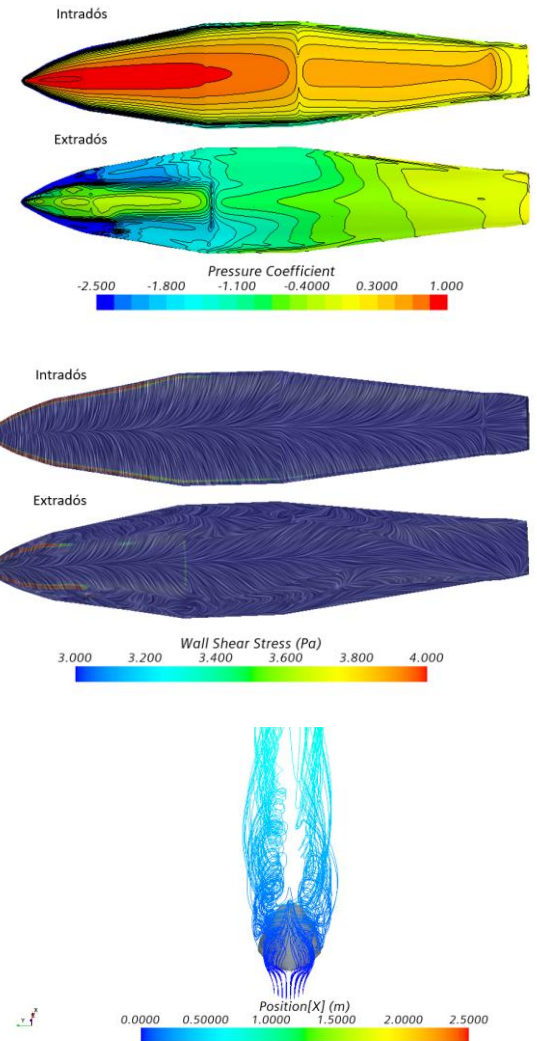 Intradós
Extradós
Pressure Coefficient
-2.500 -1.800 -1.100 -0.4000 0.3000 1.000
Intradós
Extradós
Wall Shear Stress (Pa)
3.000 3.200 3.400 3.600 3.800 4.000
Position[X] (m)
0.0000 0.50000 1.0000 1.5000 2.0000 2.5000